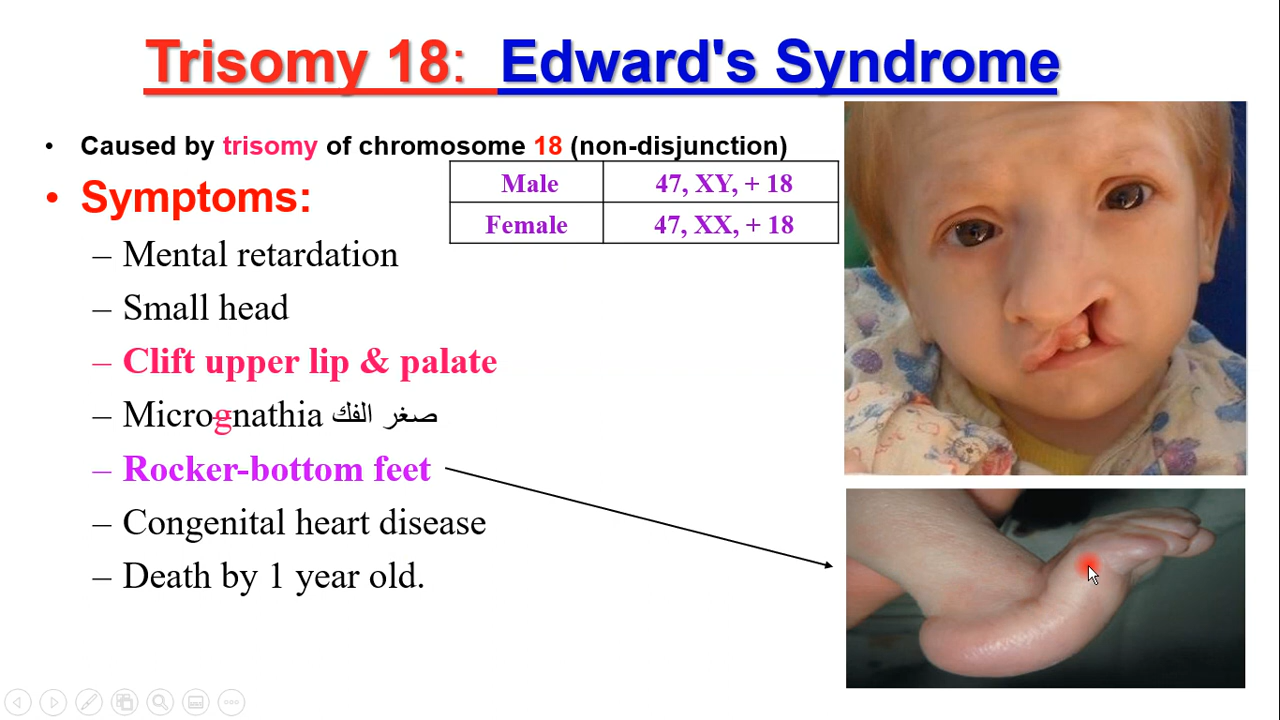 Trisomy 18: Edward's Syndrome
• Caused by trisomy of chromosome 18 (non-disjunction)
Male 47, XY, + 18
Female 47, XX, + 18
• Symptoms:
– Mental retardation
– Small head
– Clift upper lip & palate
– Micrognathia صغر الفك
– Rocker-bottom feet
– Congenital heart disease
– Death by 1 year old.